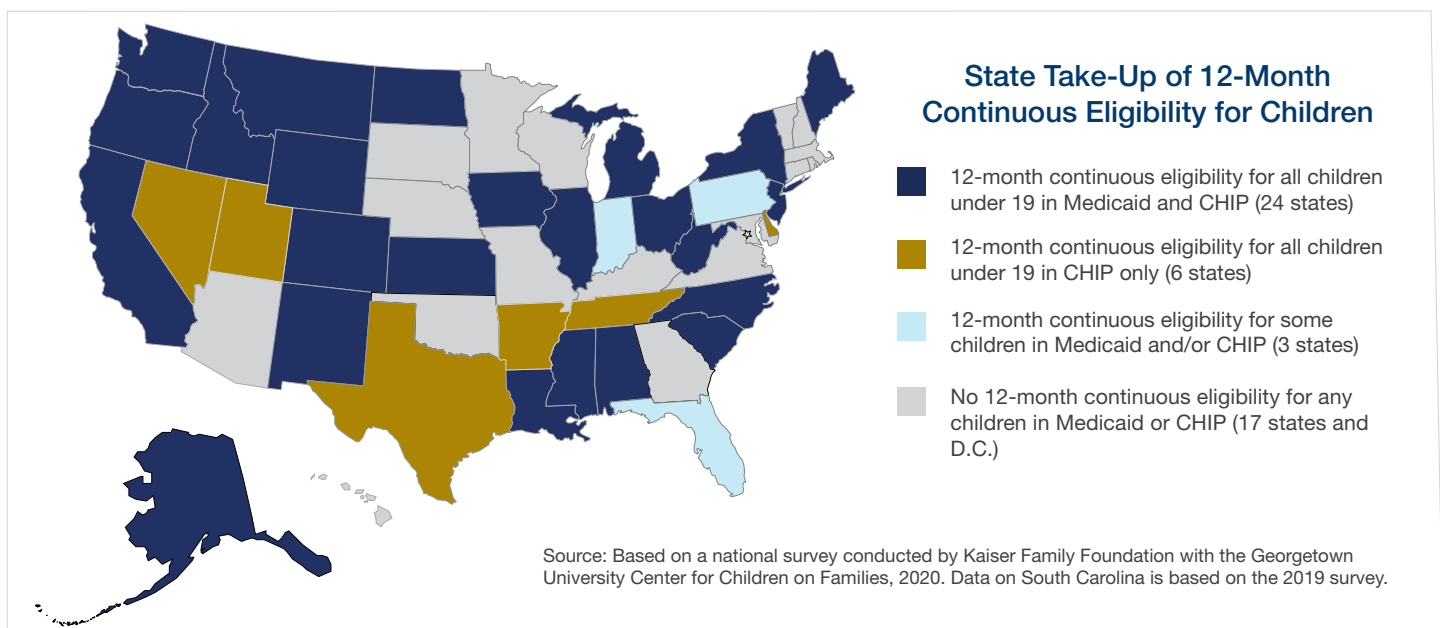 State Take-Up of 12-Month
Continuous Eligibility for Children
12-month continuous eligibility for all children
under 19 in Medicaid and CHIP (24 states)
12-month continuous eligibility for all children
under 19 in CHIP only (6 states)
12-month continuous eligibility for some
children in Medicaid and/or CHIP (3 states)
No 12-month continuous eligibility for any
children in Medicaid or CHIP (17 states and
D.C.)
Source: Based on a national survey conducted by Kaiser Family Foundation with the Georgetown
University Center for Children on Families, 2020. Data on South Carolina is based on the 2019 survey.